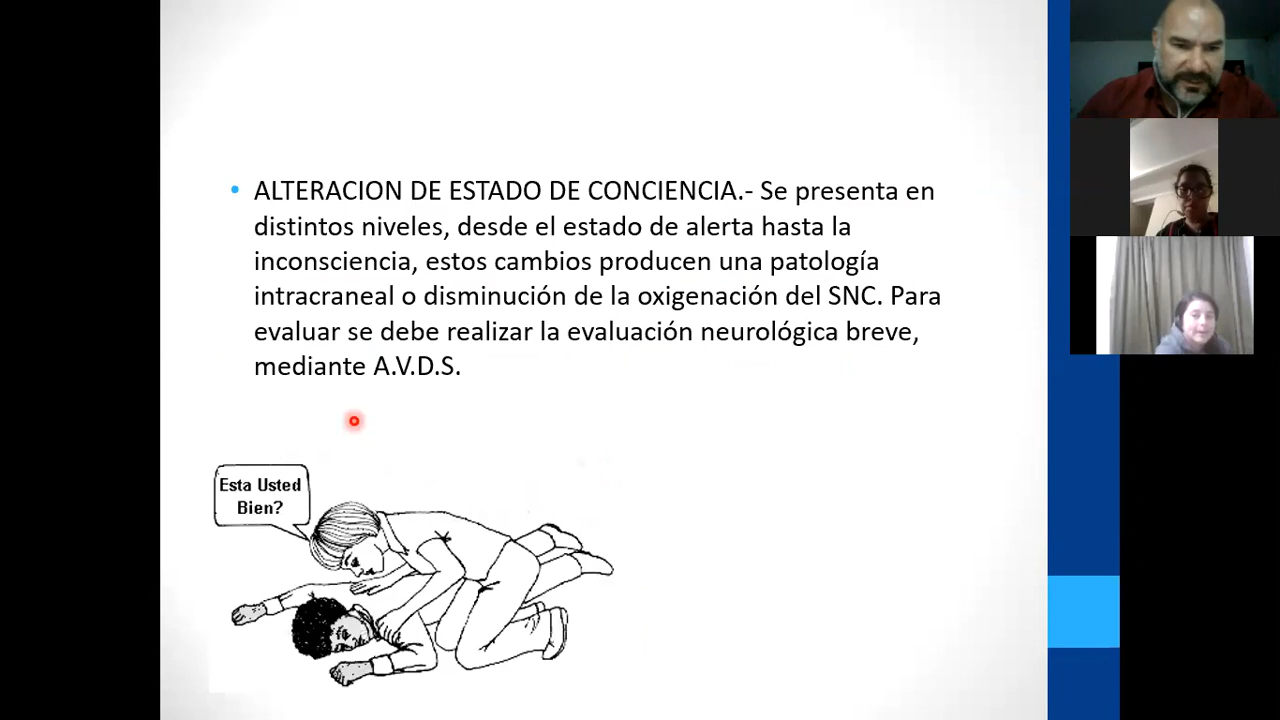 ALTERACION DE ESTADO DE CONCIENCIA.- Se presenta en
distintos niveles, desde el estado de alerta hasta la
inconsciencia, estos cambios producen una patología
intracraneal o disminución de la oxigenación del SNC. Para
evaluar se debe realizar la evaluación neurológica breve,
mediante A.V.D.S.
Esta Usted
Bien?